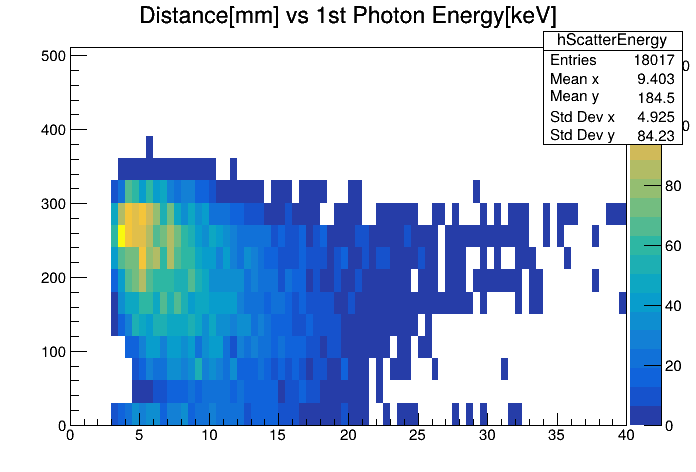 Distance[mm] vs 1st Photon Energy[keV]
hScatterEnergy
Entries 18017
Mean x 9.403
Mean y 184.5
Std Dev x 4.925
Std Dev y 84.23
500
400
300
200
100
0
0 5 10 15 20 25 30 35 40
0
0
80
60
40
20
0